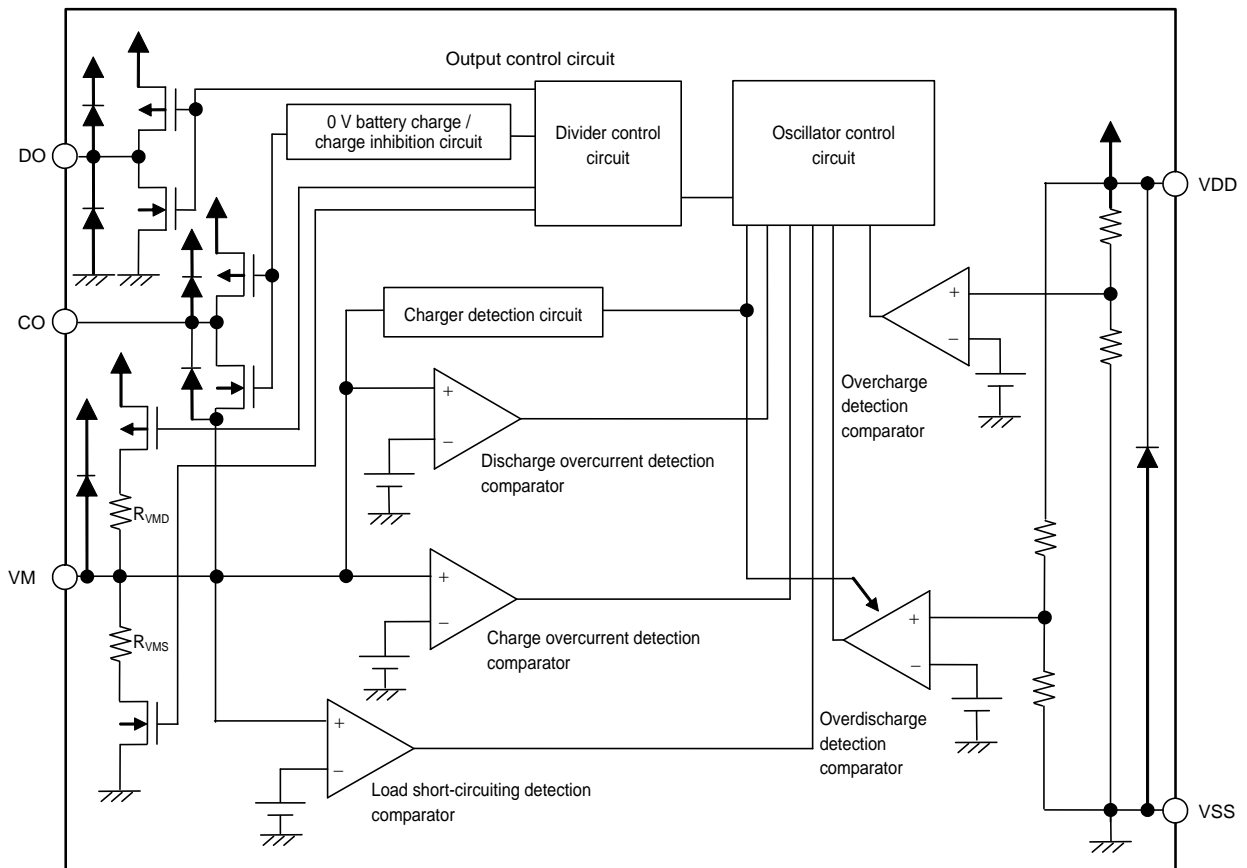 Output control circuit
0 V battery charge /
charge inhibition circuit
Divider control
circuit
Oscillator control
circuit
DO
VDD
CO
Charger detection circuit
+
−
Overcharge
detection
comparator
+
−
Discharge overcurrent detection
comparator
RVMD
VM
+
−
Charge overcurrent detection
comparator
RVMS
+
−
Overdischarge
detection
comparator
+
−
Load short-circuiting detection
comparator
VSS